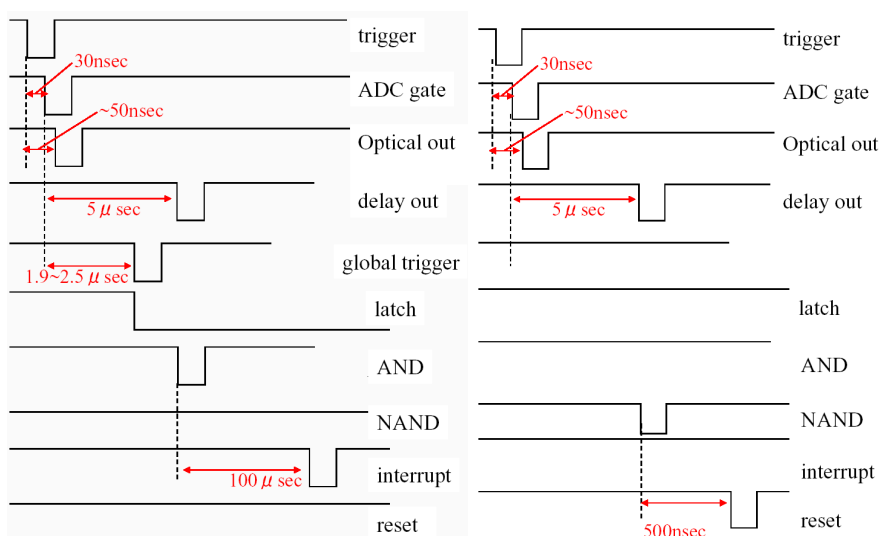 trigger
30nsec
ADC gate
~50nsec
Optical out
5 μ sec
delay out
global trigger
1.9~2.5 μ sec
latch
AND
NAND
100 μ sec
interrupt
reset
trigger
30nsec
ADC gate
~50nsec
Optical out
5 μ sec
delay out
latch
AND
NAND
interrupt
500nsec
reset